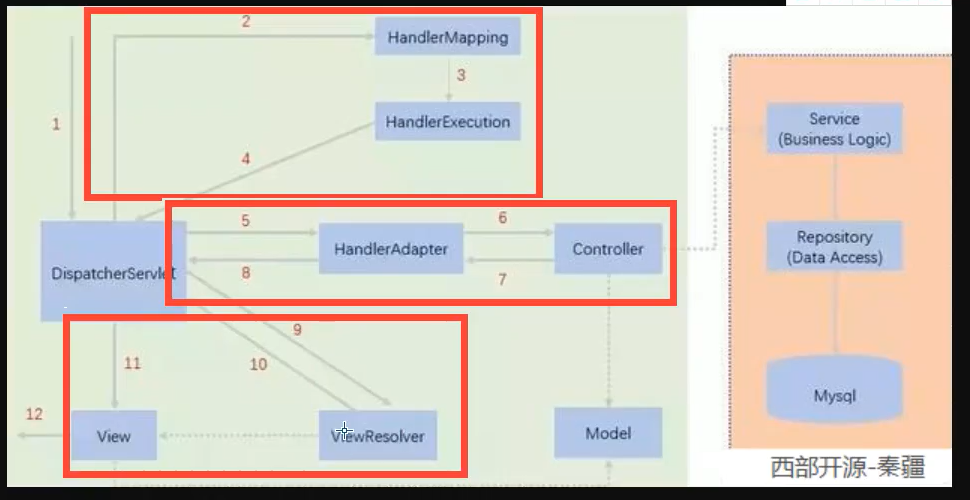 2
HandlerMapping
3
1
HandlerExecution
4
Service
(Business Logic)
5
6
HandlerAdapter
Controller
DispatcherServlet
8
7
Repository
(Data Access)
9
10
11
12
View
ViewResolver
Model
Mysql
西部开源-秦疆